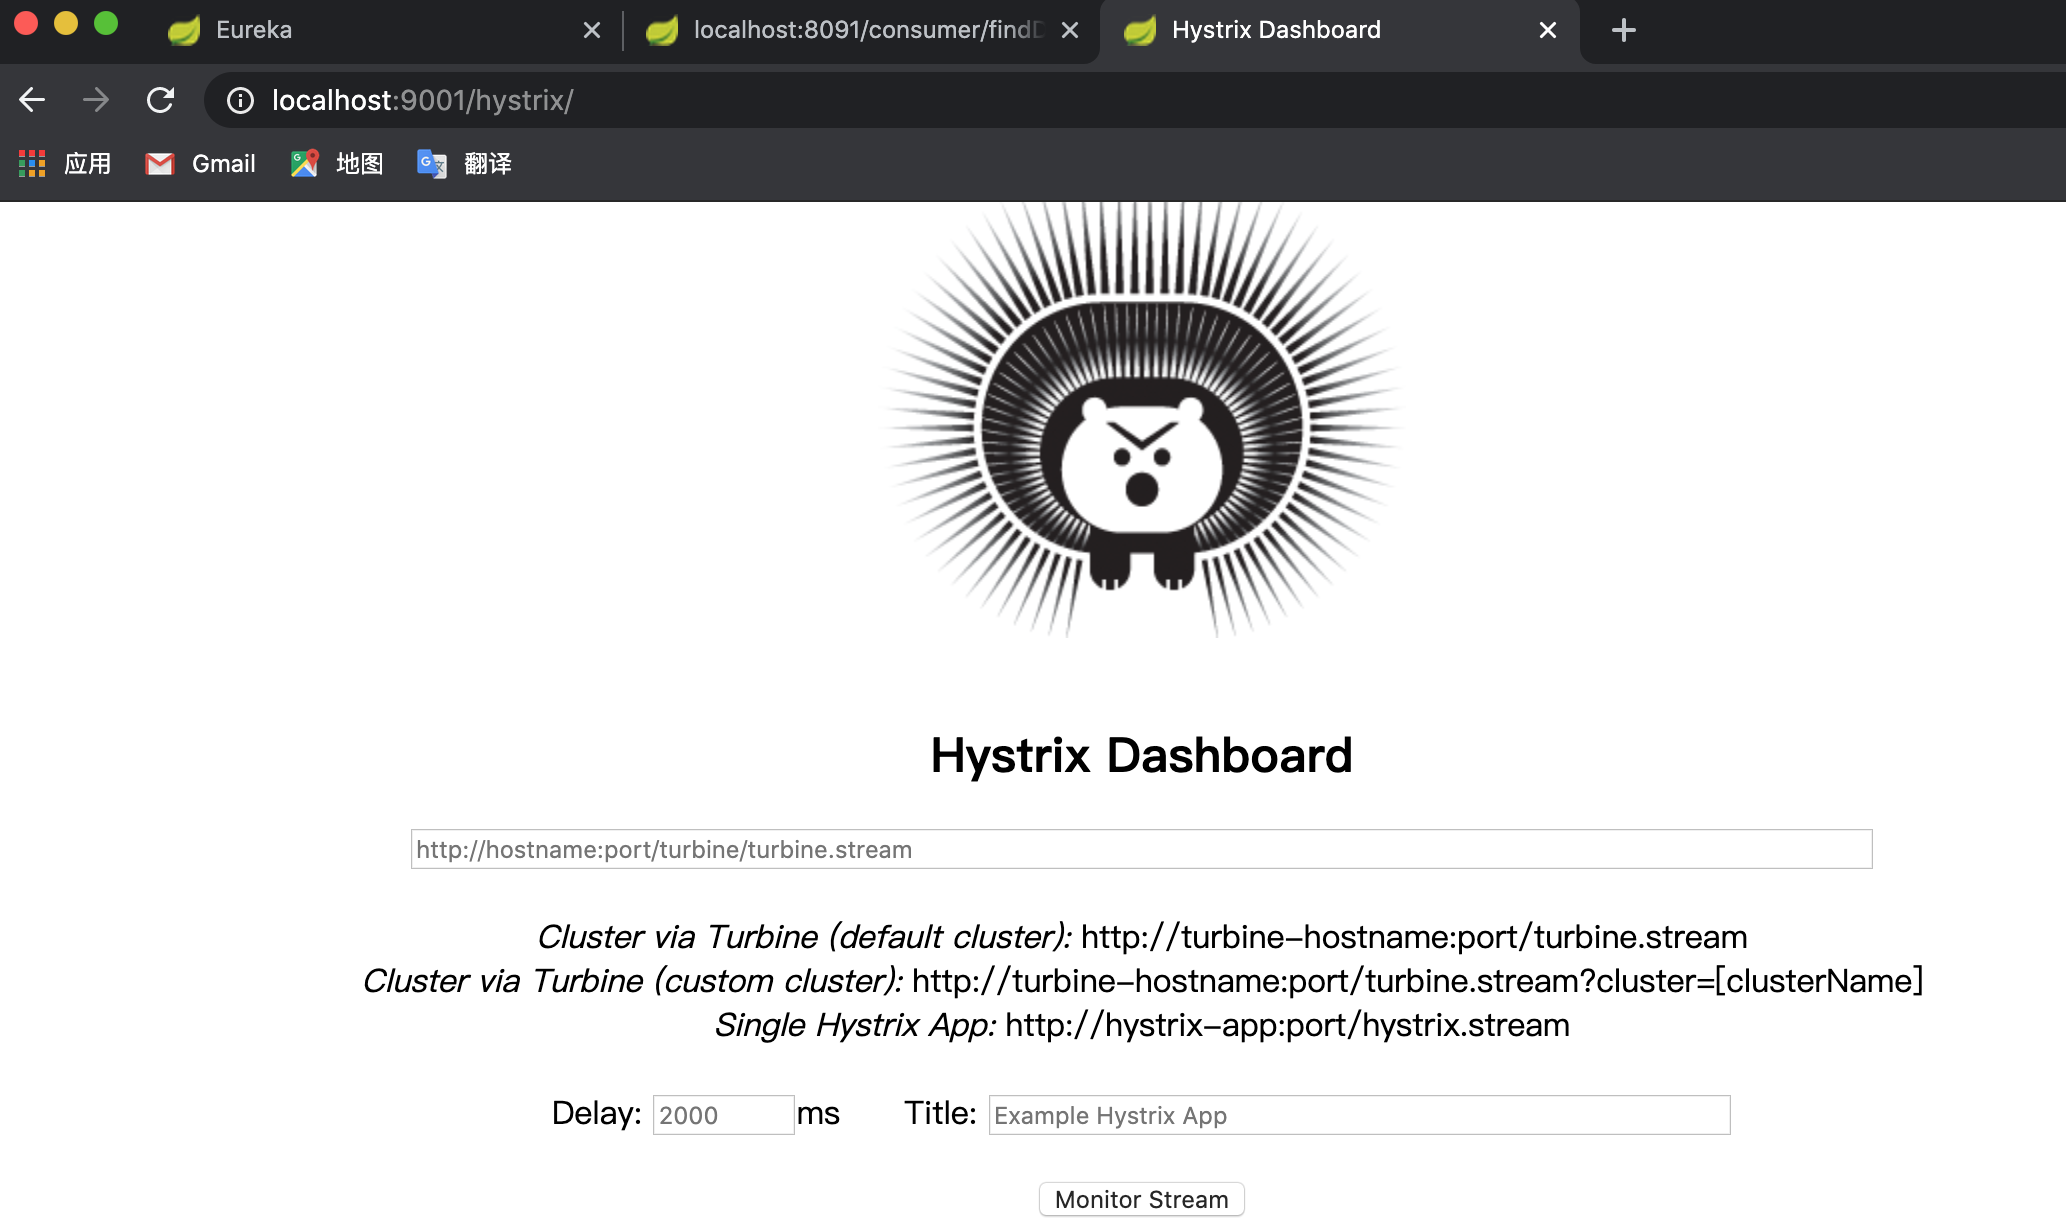 Eureka
localhost:8091/consumer/find
Hystrix Dashboard
localhost:9001/hystrix/
应用 Gmail 地图 翻译
Hystrix Dashboard
http://hostname:port/turbine/turbine.stream
Cluster via Turbine (default cluster): http://turbine-hostname:port/turbine.stream
Cluster via Turbine (custom cluster): http://turbine-hostname:port/turbine.stream?cluster=[clusterName]
Single Hystrix App: http://hystrix-app:port/hystrix.stream
Delay: 2000 ms Title: Example Hystrix App
Monitor Stream